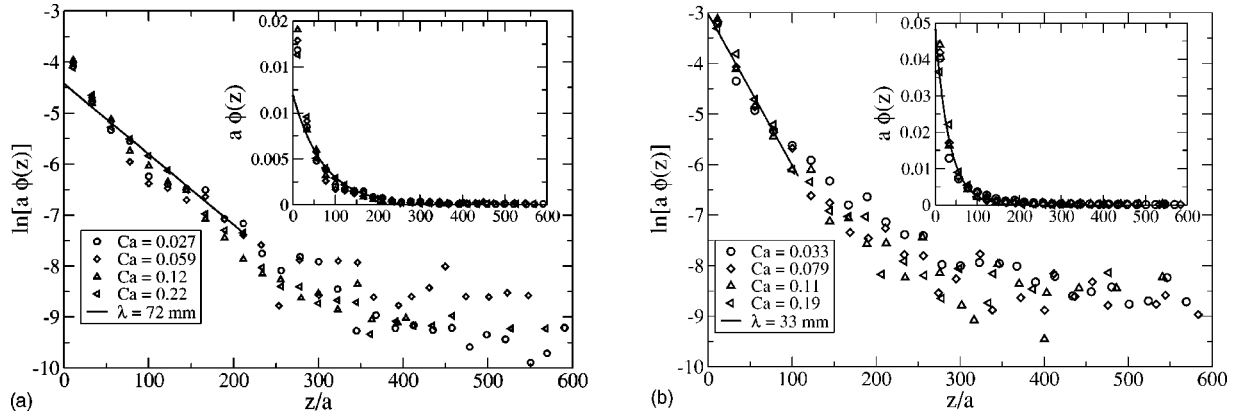 -3
-4
-5
-6
-7
-8
-9
-10
ln[a ϕ(z)]
0
100
200
300
400
500
600
z/a
0.02
0.015
0.01
0.005
0
a ϕ(z)
0 100 200 300 400 500 600
Ca = 0.027
Ca = 0.059
Ca = 0.12
Ca = 0.22
λ = 72 mm
(a)
-3
-4
-5
-6
-7
-8
-9
-10
ln[a ϕ(z)]
0
100
200
300
400
500
600
z/a
0.05
0.04
0.03
0.02
0.01
0
a ϕ(z)
0 100 200 300 400 500 600
Ca = 0.033
Ca = 0.079
Ca = 0.11
Ca = 0.19
λ = 33 mm
(b)